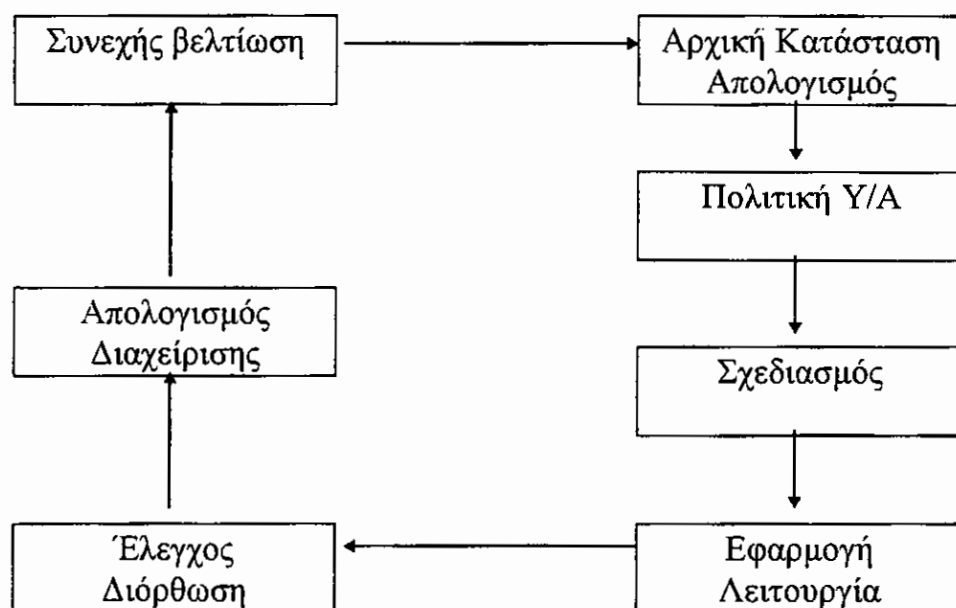 Συνεχής βελτίωση
Αρχική Κατάσταση
Απολογισμός
Πολιτική Υ/Α
Σχεδιασμός
Εφαρμογή
Λειτουργία
Έλεγχος
Διόρθωση
Απολογισμός
Διαχείρισης